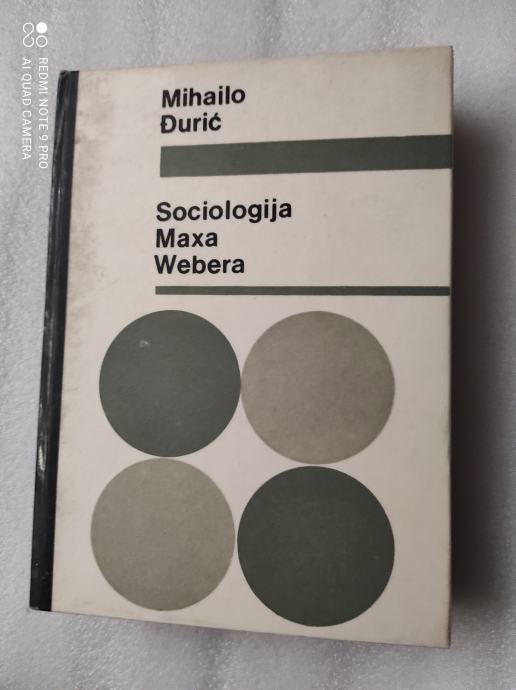 Mihailo
Đurić
Sociologija
Maxa
Webera
REDMI NOTE 9 PRO
AI QUAD CAMERA